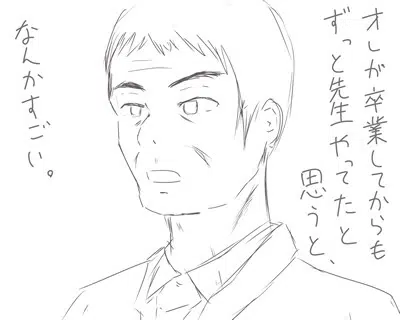 オレが卒業してからも
ずっと先生やってたと
思うと、
なんかすごい。